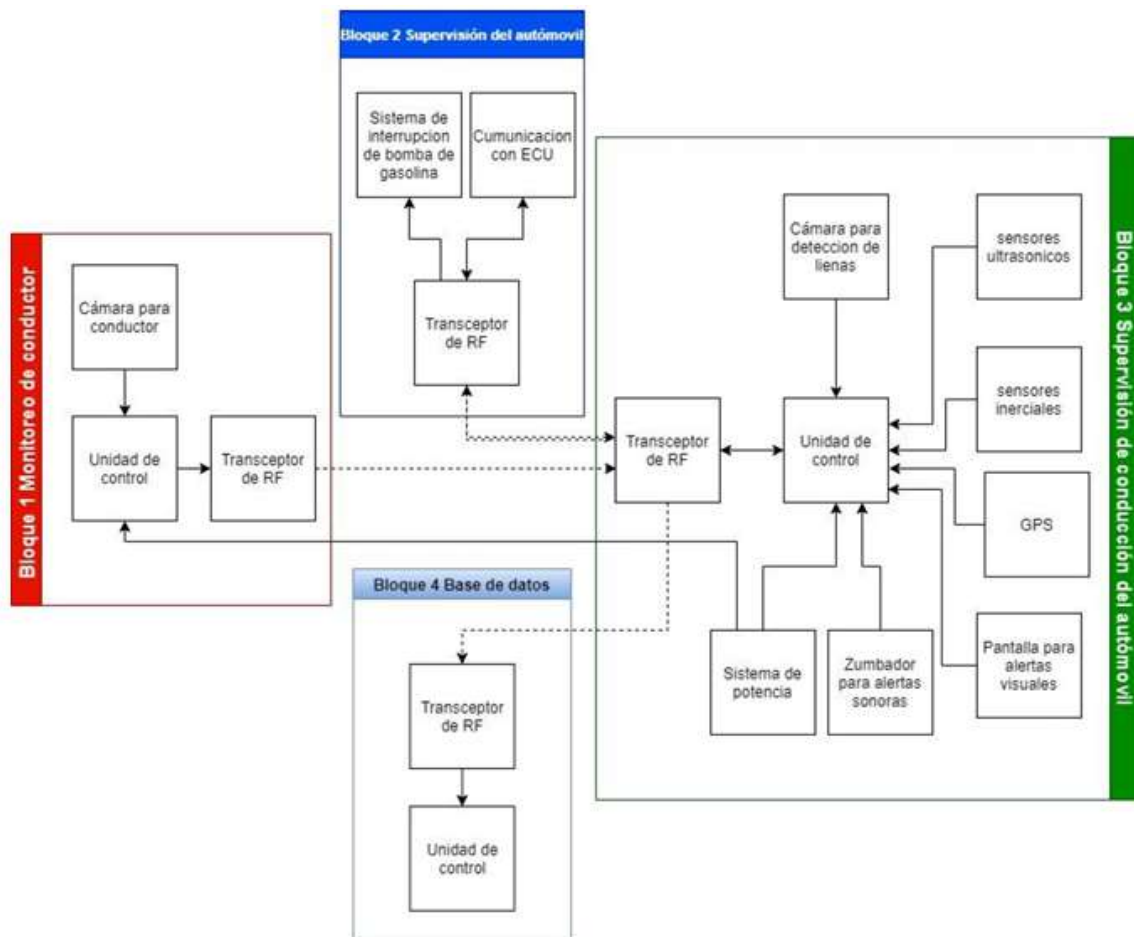 Bloque 2 Supervisión del autómovil
Sistema de
interrupcion
de bomba de
gasolina
Cumunicacion
con ECU
Transceptor
de RF
Bloque 1 Monitoreo de conductor
Cámara para
conductor
Unidad de
control
Transceptor
de RF
Bloque 3 Supervisión de conducción del autómovil
Cámara para
deteccion de
lienas
sensores
ultrasonicos
sensores
inerciales
Transceptor
de RF
Unidad de
control
GPS
Sistema de
potencia
Zumbador
para alertas
sonoras
Pantalla para
alertas
visuales
Bloque 4 Base de datos
Transceptor
de RF
Unidad de
control